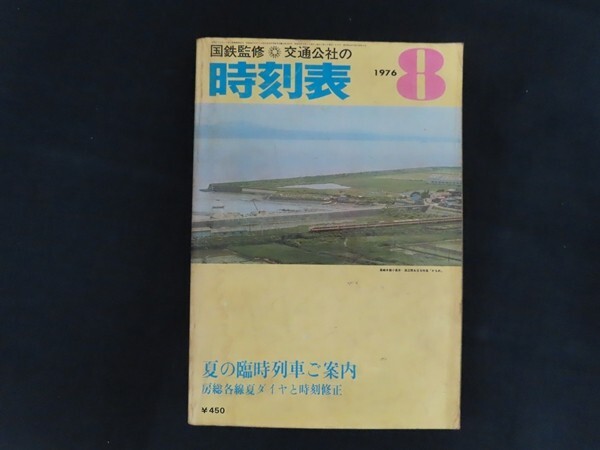 国鉄監修 交通公社の
時刻表
1976
8
夏の臨時列車ご案内
房総各線夏ダイヤと時刻修正
¥450